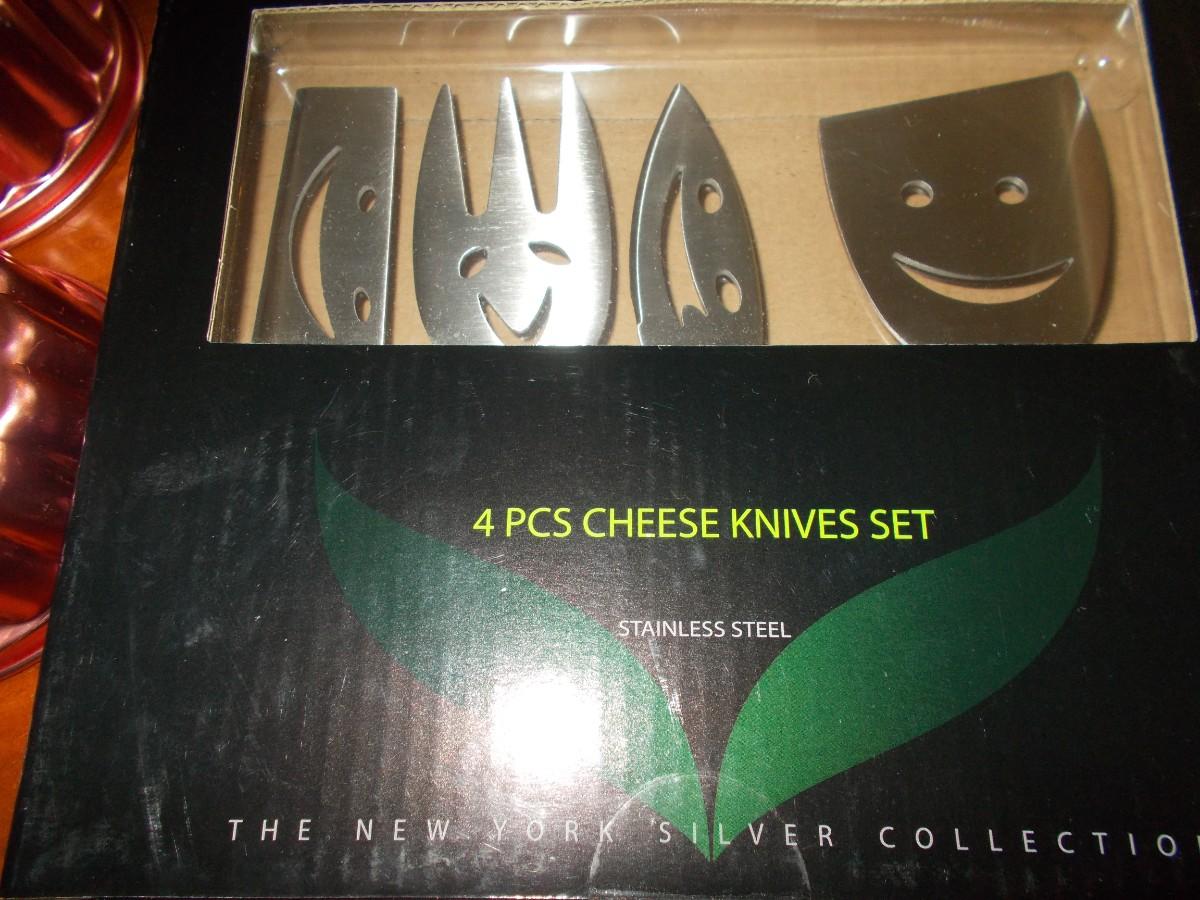 4 PCS CHEESE KNIVES SET
STAINLESS STEEL
THE NEW YORK SILVER COLLECTIO